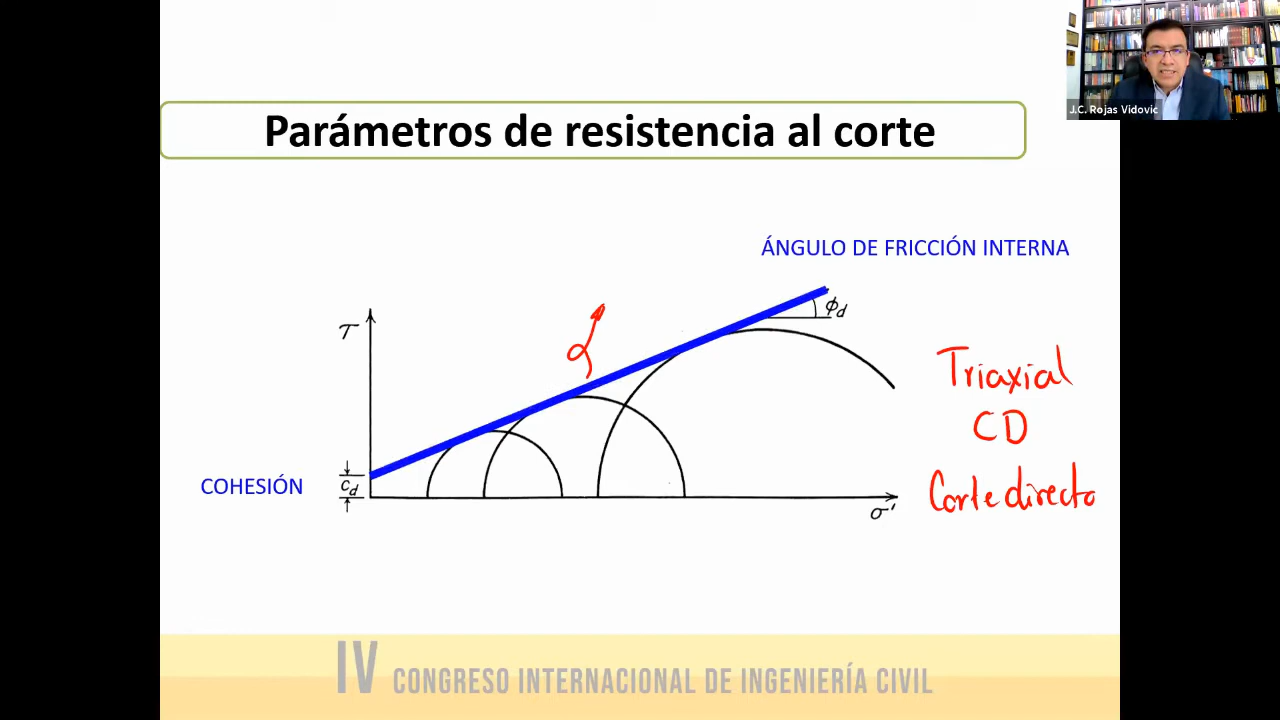 J.C. Rojas Vidovic
Parámetros de resistencia al corte
ÁNGULO DE FRICCIÓN INTERNA
ϕd
τ
Triaxial
CD
COHESIÓN
cd
Corte directo
σ'
IV CONGRESO INTERNACIONAL DE INGENIERÍA CIVIL